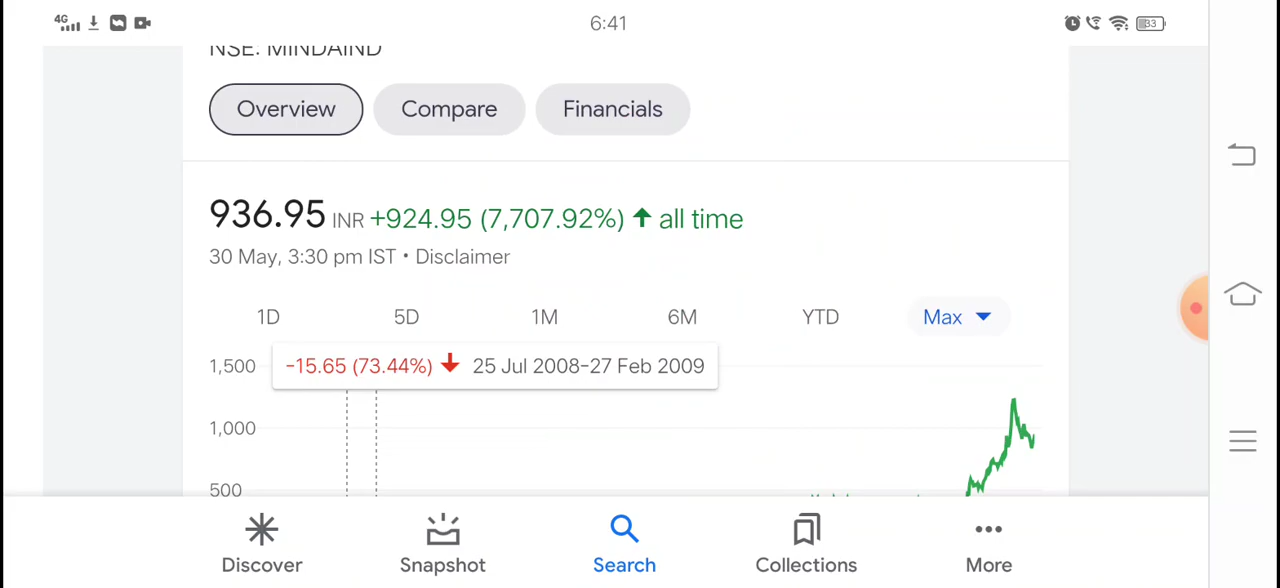 4G 6:41 33
NSE: MINDAIND
Overview Compare Financials
936.95 INR +924.95 (7,707.92%) ↑ all time
30 May, 3:30 pm IST • Disclaimer
1D 5D 1M 6M YTD Max
1,500 -15.65 (73.44%) ↓ 25 Jul 2008-27 Feb 2009
1,000
500
Discover Snapshot Search Collections More